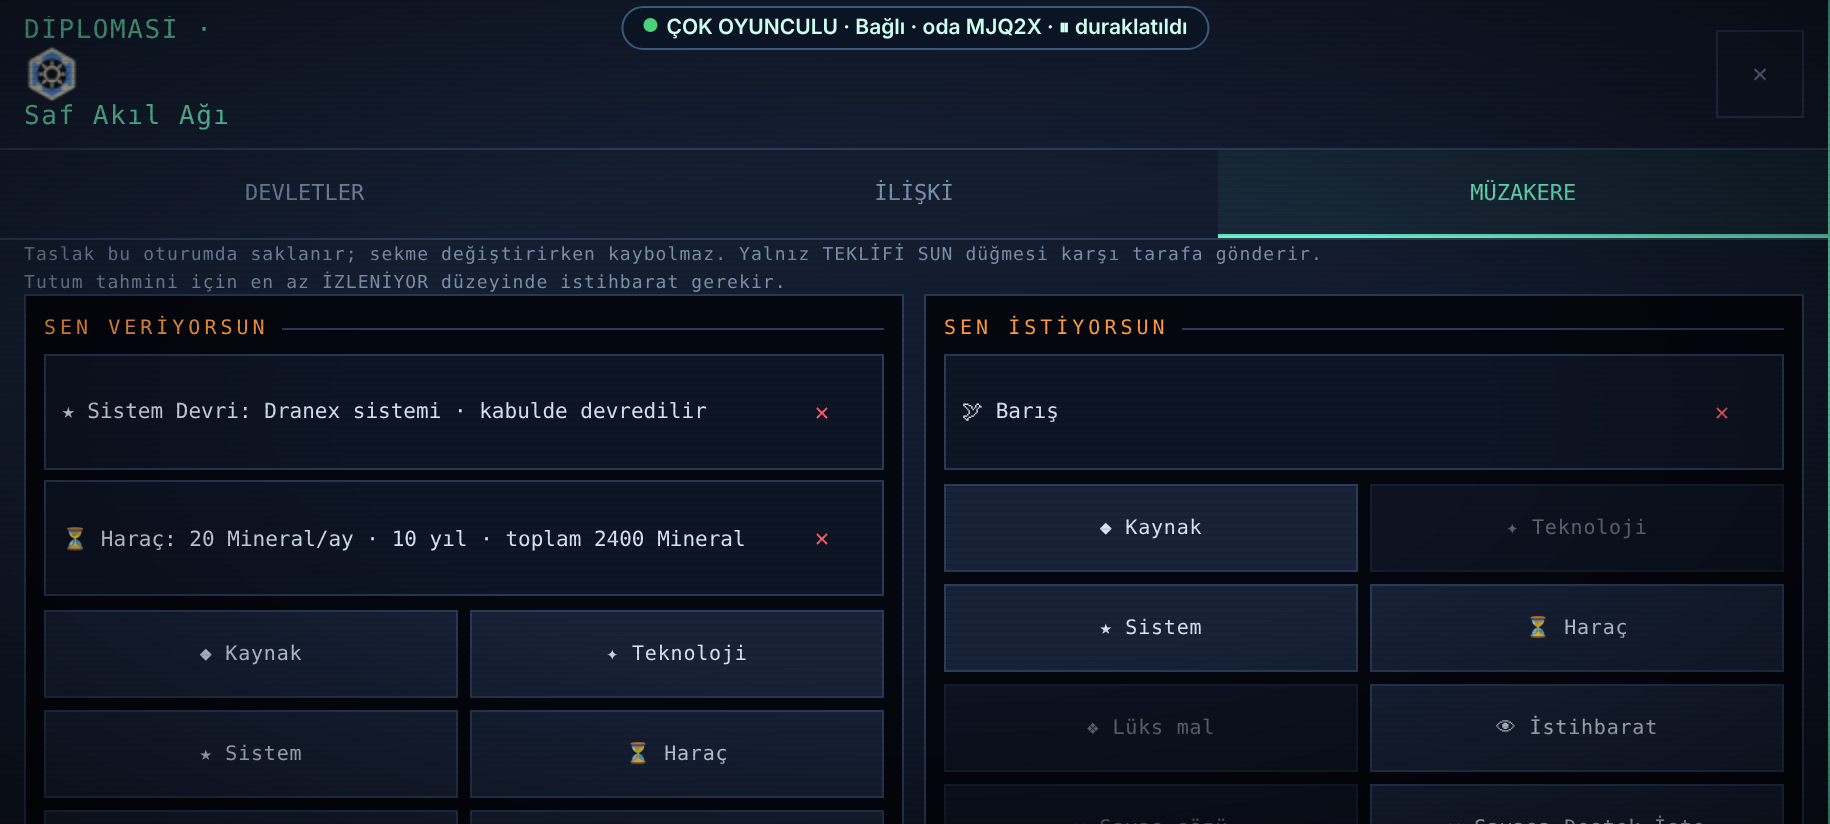 DİPLOMASİ ·
ÇOK OYUNCULU · Bağlı · oda MJQ2X · ⏸ duraklatıldı
×
Saf Akıl Ağı
DEVLETLER
İLİŞKİ
MÜZAKERE
Taslak bu oturumda saklanır; sekme değiştirirken kaybolmaz. Yalnız TEKLİFİ SUN düğmesi karşı tarafa gönderir.
Tutum tahmini için en az İZLENİYOR düzeyinde istihbarat gerekir.
SEN VERİYORSUN
★ Sistem Devri: Dranex sistemi · kabulde devredilir ×
⏳ Haraç: 20 Mineral/ay · 10 yıl · toplam 2400 Mineral ×
◆ Kaynak
✦ Teknoloji
★ Sistem
⏳ Haraç
SEN İSTİYORSUN
🕊 Barış ×
◆ Kaynak
✦ Teknoloji
★ Sistem
⏳ Haraç
❖ Lüks mal
👁 İstihbarat